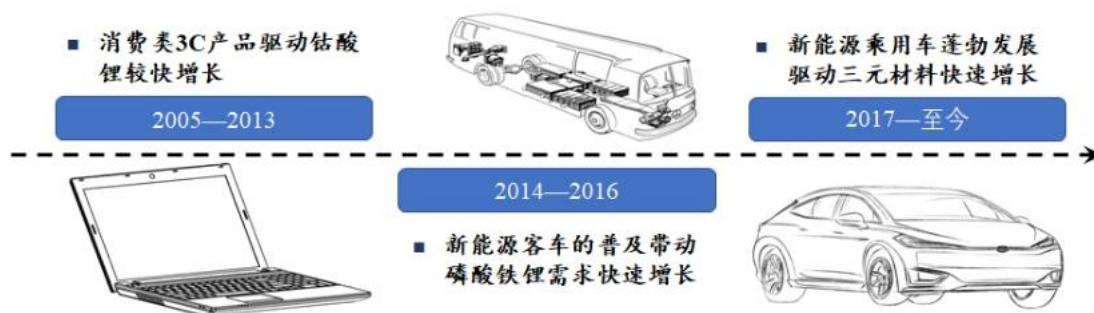 消费类3C产品驱动钴酸
锂较快增长
2005—2013
2014—2016
新能源客车的普及带动
磷酸铁锂需求快速增长
新能源乘用车蓬勃发展
驱动三元材料快速增长
2017—至今